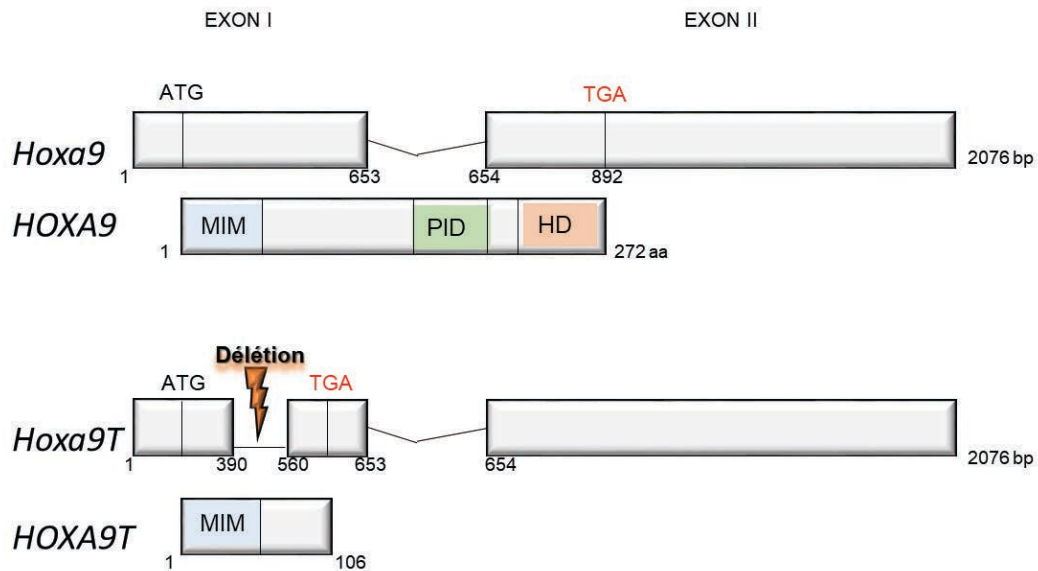 EXON I EXON II
ATG TGA
Hoxa9 2076 bp
1 653 654 892
HOXA9 MIM PID HD
1 272 aa
Délétion
ATG TGA
Hoxa9T
1 390 560 653 654 2076 bp
HOXA9T MIM
1 106